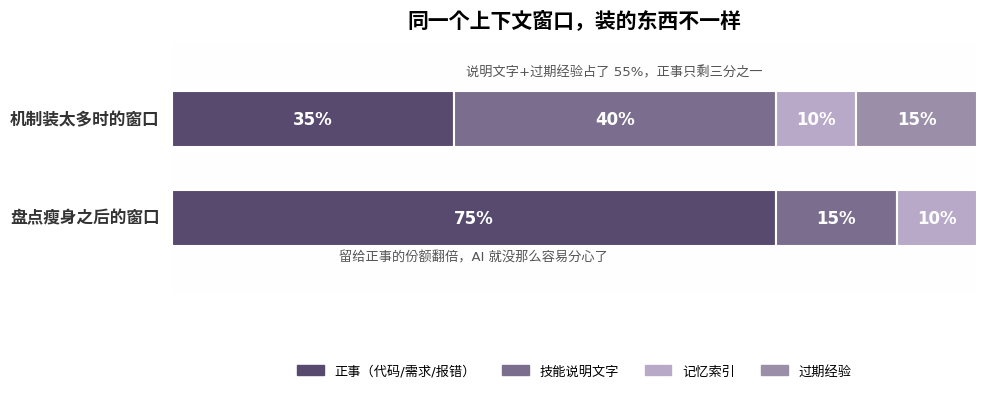 同一个上下文窗口，装的东西不一样
说明文字+过期经验占了 55%，正事只剩三分之一
机制装太多时的窗口
35% 40% 10% 15%
盘点瘦身之后的窗口
75% 15% 10%
留给正事的份额翻倍，AI 就没那么容易分心了
正事（代码/需求/报错） 技能说明文字 记忆索引 过期经验